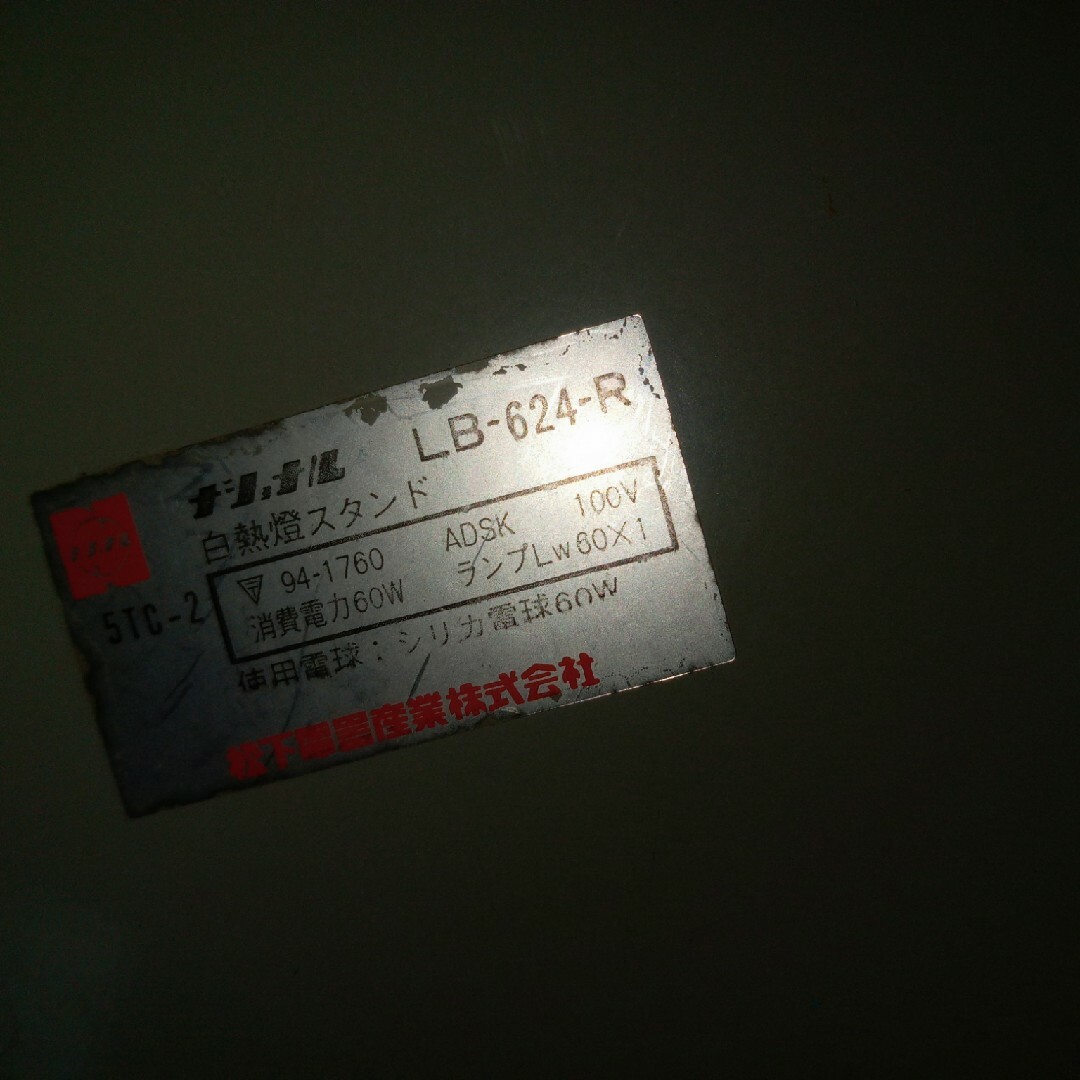 ナショナル LB-624-R
白熱燈スタンド
94-1760 ADSK 100V
消費電力60W ランプLw60X1
5TC-2
使用電球：シリカ電球60W
松下電器産業株式会社